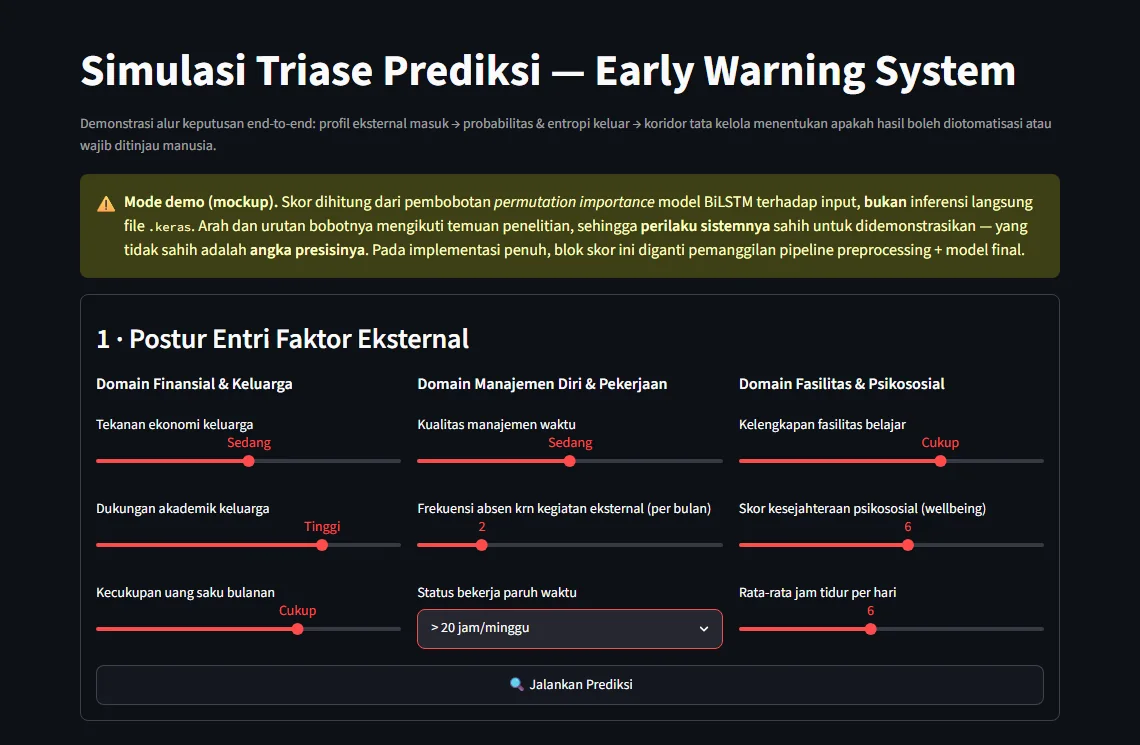 Simulasi Triase Prediksi — Early Warning System
Demonstrasi alur keputusan end-to-end: profil eksternal masuk → probabilitas & entropi keluar → koridor tata kelola menentukan apakah hasil boleh diotomatisasi atau
wajib ditinjau manusia.
Mode demo (mockup). Skor dihitung dari pembobotan permutation importance model BiLSTM terhadap input, bukan inferensi langsung
file .keras. Arah dan urutan bobotnya mengikuti temuan penelitian, sehingga perilaku sistemnya sahih untuk didemonstrasikan — yang
tidak sahih adalah angka presisinya. Pada implementasi penuh, blok skor ini diganti pemanggilan pipeline preprocessing + model final.
1 · Postur Entri Faktor Eksternal
Domain Finansial & Keluarga
Tekanan ekonomi keluarga
Sedang
Dukungan akademik keluarga
Tinggi
Kecukupan uang saku bulanan
Cukup
Domain Manajemen Diri & Pekerjaan
Kualitas manajemen waktu
Sedang
Frekuensi absen krn kegiatan eksternal (per bulan)
2
Status bekerja paruh waktu
> 20 jam/minggu
Domain Fasilitas & Psikososial
Kelengkapan fasilitas belajar
Cukup
Skor kesejahteraan psikososial (wellbeing)
6
Rata-rata jam tidur per hari
6
Jalankan Prediksi